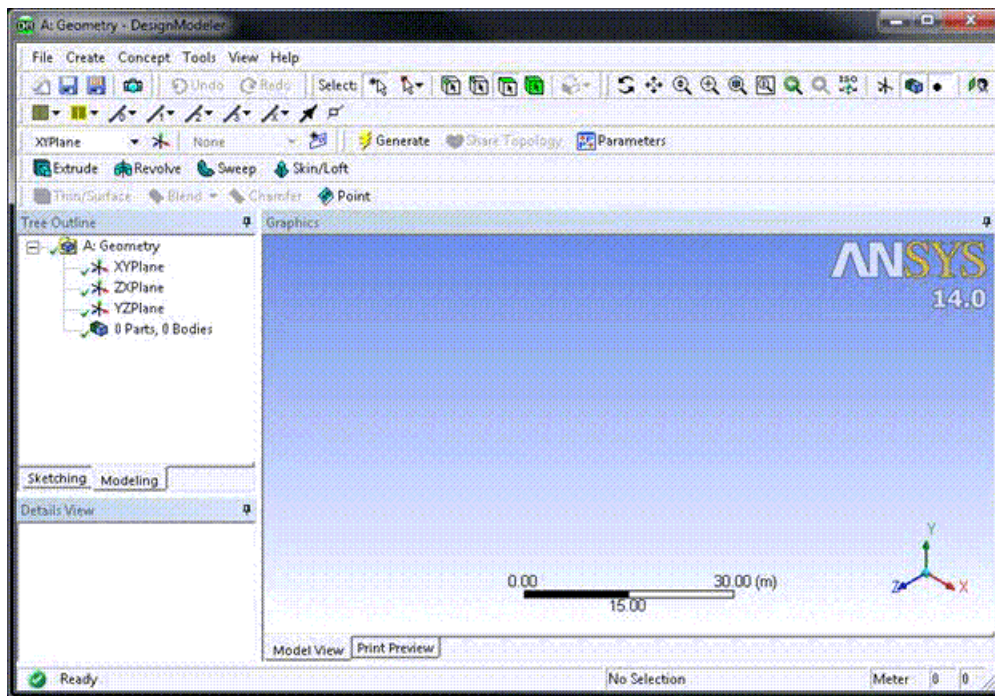 A: Geometry - DesignModeler
File Create Concept Tools View Help
Undo Redo Select:
XYPlane None Generate Share Topology Parameters
Extrude Revolve Sweep Skin/Loft
Thin/Surface Blend Chamfer Point
Tree Outline
A: Geometry
XYPlane
ZXPlane
YZPlane
0 Parts, 0 Bodies
Sketching Modeling
Details View
Graphics
ANSYS
14.0
Y
Z X
0.00 30.00 (m)
15.00
Model View Print Preview
Ready No Selection Meter 0 0